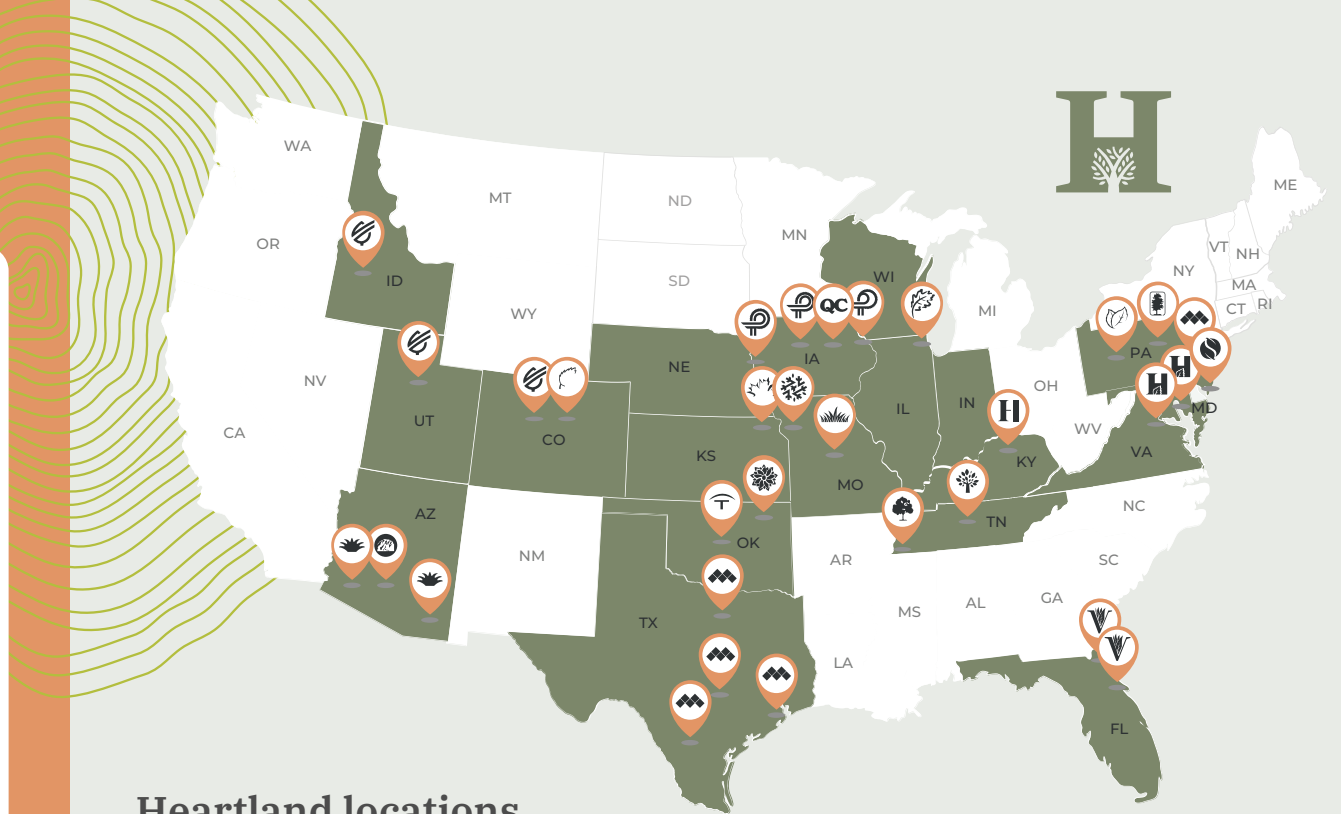 H
WA
ME
MT
ND
OR
MN
VT
NH
NY
WI
ID
SD
MA
CT
RI
WY
MI
QC
PA
IA
NE
NV
OH
H
H
IN
IL
MD
H
UT
CA
WV
CO
KS
KY
VA
MO
T
AZ
NC
TN
OK
NM
AR
SC
GA
AL
MS
TX
V
V
LA
FL
Heartland locations